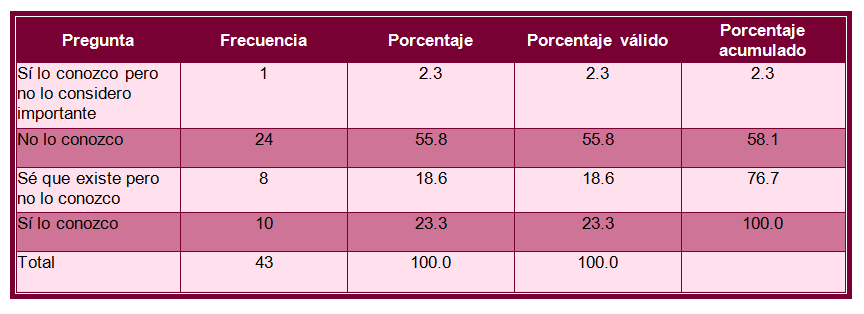 Pregunta Frecuencia Porcentaje Porcentaje válido Porcentaje acumulado
Sí lo conozco pero 1 2.3 2.3 2.3
no lo considero
importante
No lo conozco 24 55.8 55.8 58.1
Sé que existe pero 8 18.6 18.6 76.7
no lo conozco
Sí lo conozco 10 23.3 23.3 100.0
Total 43 100.0 100.0